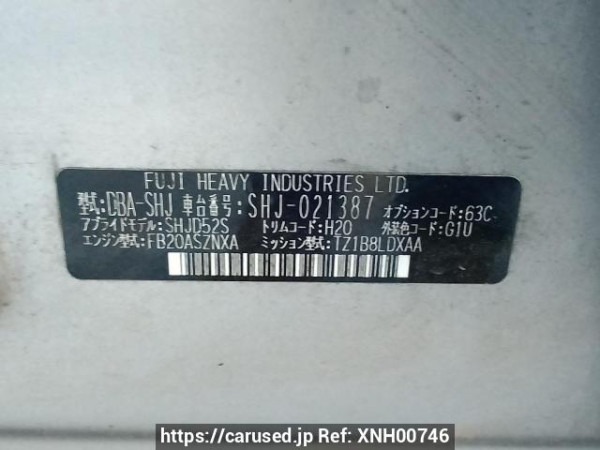 FUJI HEAVY INDUSTRIES LTD.
型式:DBA-SHJ 車台番号:SHJ-021387 オプションコード:63C
アプライドモデル:SHJD52S トリムコード:H20 外装色コード:G1U
エンジン型式:FB20ASZNXA ミッション型式:TZ1B8LDXAA
https://carused.jp Ref: XNH00746